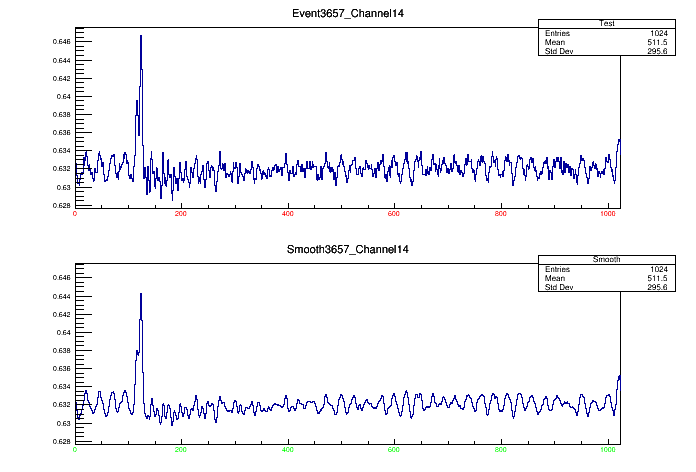 Event3657_Channel14
Test
Entries 1024
Mean 511.5
Std Dev 295.6
0.646
0.644
0.642
0.64
0.638
0.636
0.634
0.632
0.63
0.628
0 200 400 600 800 1000
Smooth3657_Channel14
Smooth
Entries 1024
Mean 511.5
Std Dev 295.6
0.646
0.644
0.642
0.64
0.638
0.636
0.634
0.632
0.63
0.628
0 200 400 600 800 1000